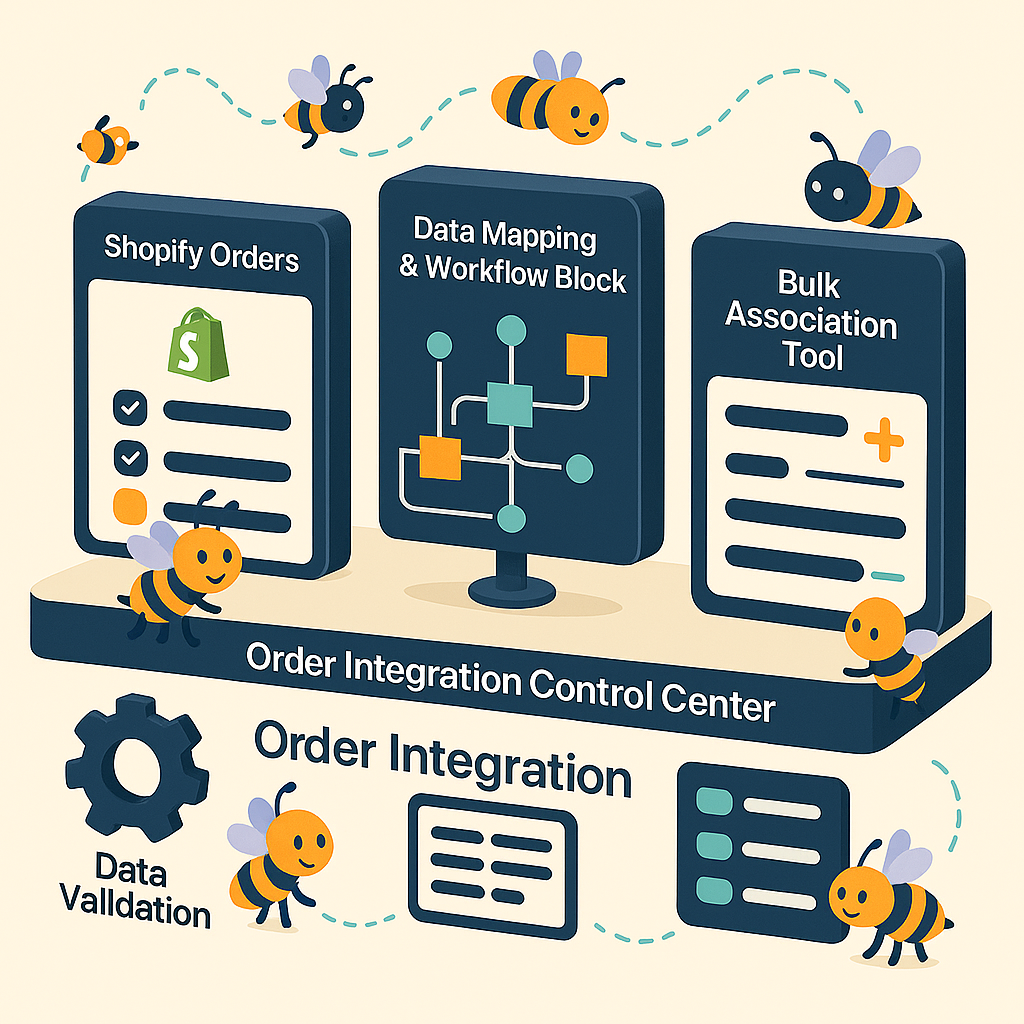 Shopify Orders
S
Data Mapping
& Workflow Block
Bulk
Association
Tool
Order Integration Control Center
Order Integration
Data
Valldation